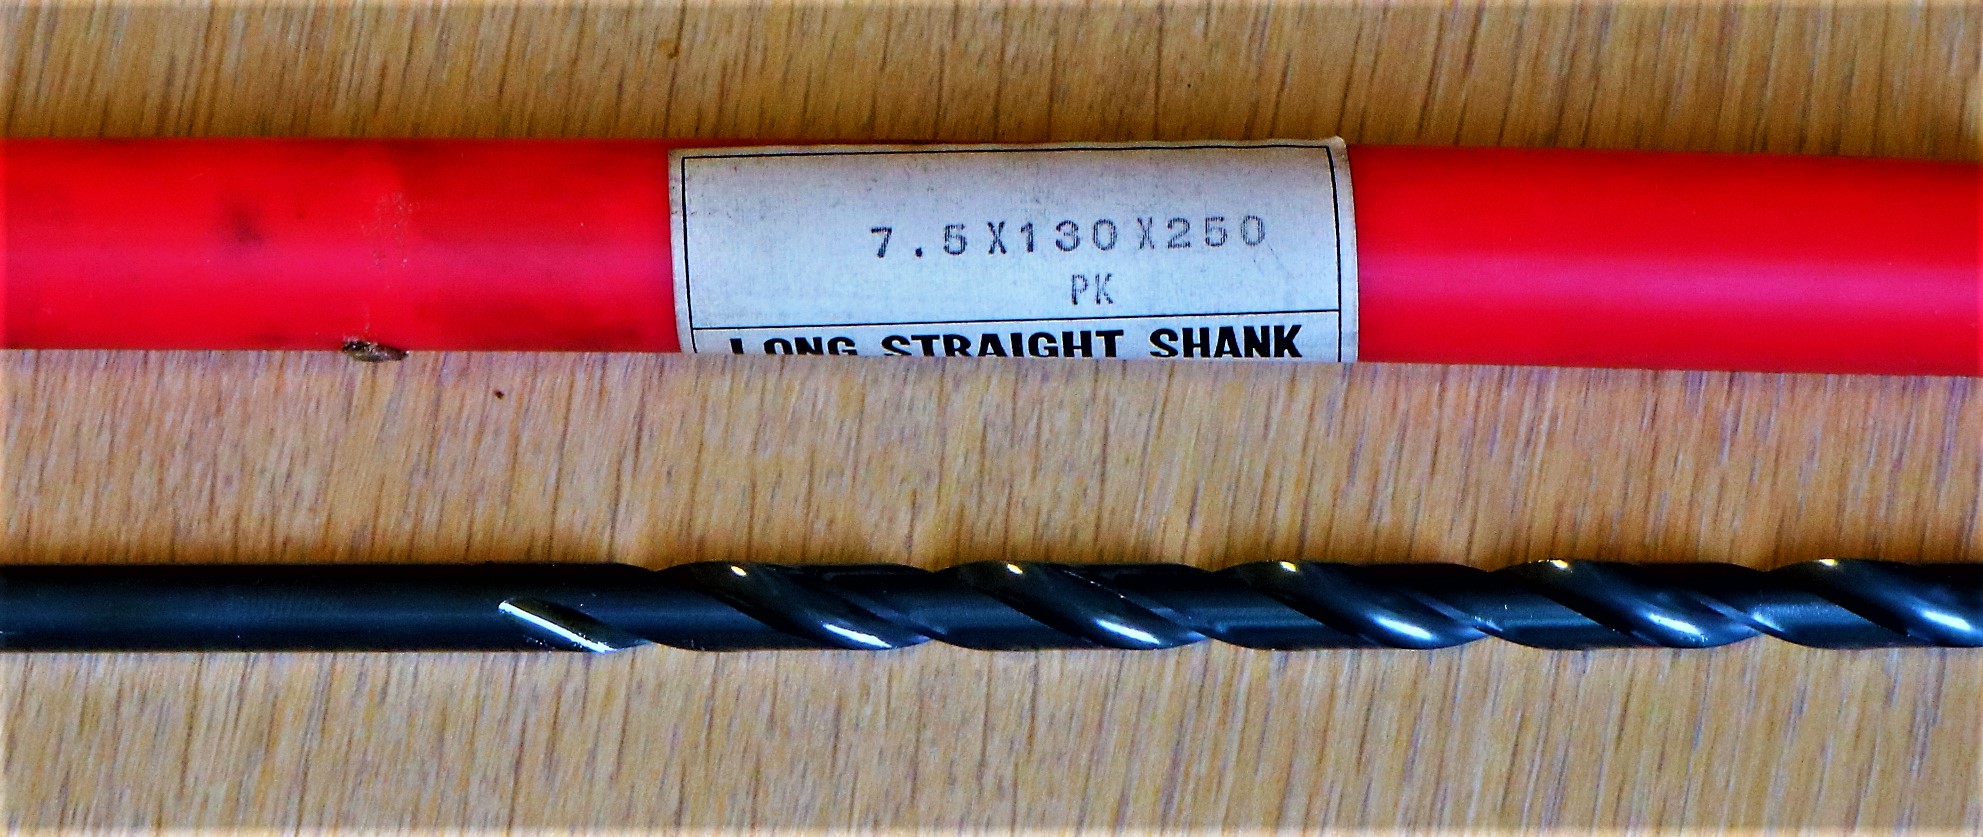 7.5X130X250
PK
LONG STRAIGHT SHANK